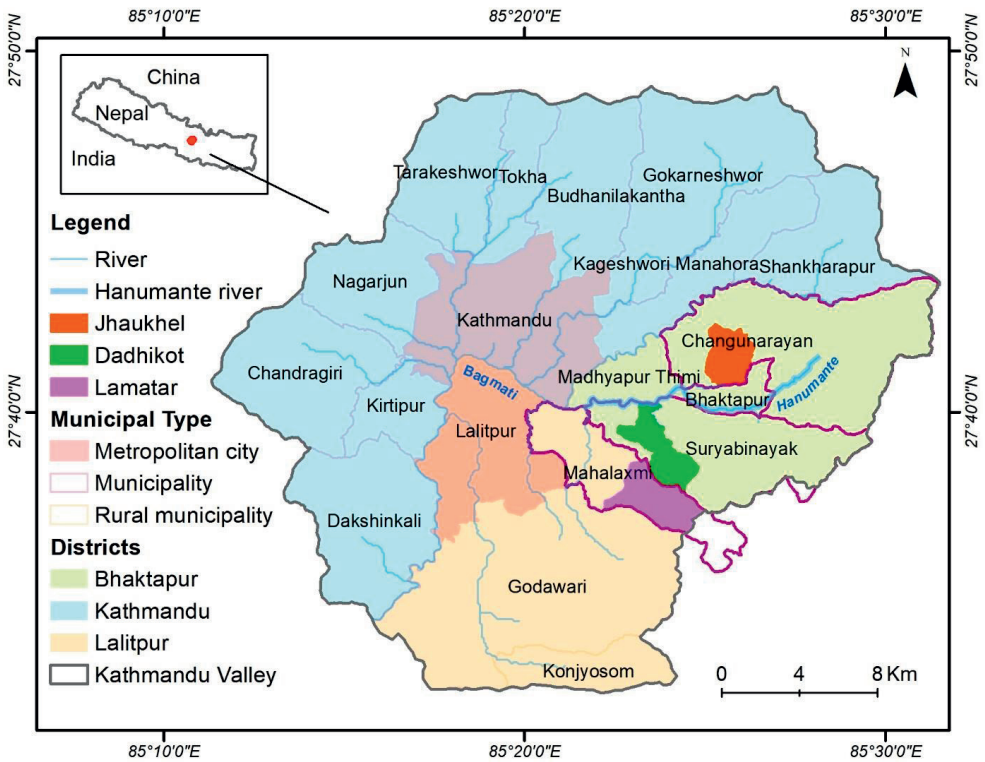 85°10'0"E
85°20'0"E
85°30'0"E
27°50'0"N
27°50'0"N
N
China
Nepal
India
Tarakeshwor
Tokha
Gokarneshwor
Budhanilakantha
Legend
River
Hanumante river
Jhaukhel
Dadhikot
Lamatar
Municipal Type
Metropolitan city
Municipality
Rural municipality
Districts
Bhaktapur
Kathmandu
Lalitpur
Kathmandu Valley
Nagarjun
Kageshwori Manahora
Shankharapur
Kathmandu
Changunarayan
Chandragiri
Bagmati
Madhyapur Thimi
Hanumante
Bhaktapur
Kirtipur
27°40'0"N
27°40'0"N
Lalitpur
Suryabinayak
Mahalaxmi
Dakshinkali
Godawari
Konjyosom
0 4 8 Km
85°10'0"E
85°20'0"E
85°30'0"E